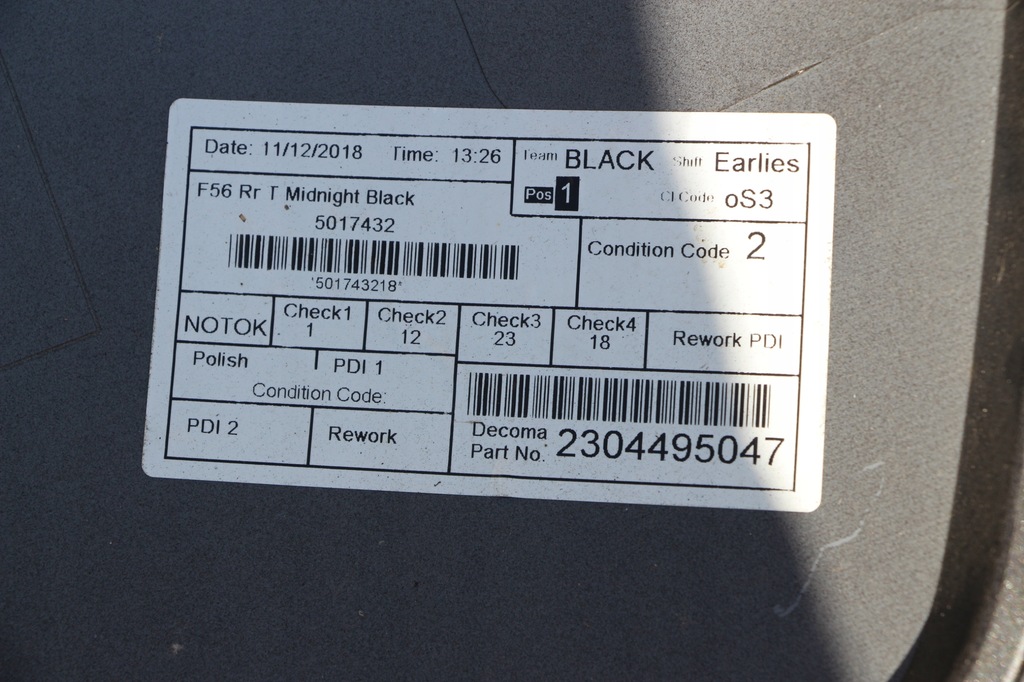 Date: 11/12/2018 Time: 13:26
Team BLACK Shift Earlies
Pos 1 CI Code oS3
F56 Rr T Midnight Black
5017432
*501743218*
Condition Code 2
NOTOK
Check1
1
Check2
12
Check3
23
Check4
18
Rework PDI
Polish
PDI 1
Condition Code:
PDI 2
Rework
Decoma
Part No. 2304495047